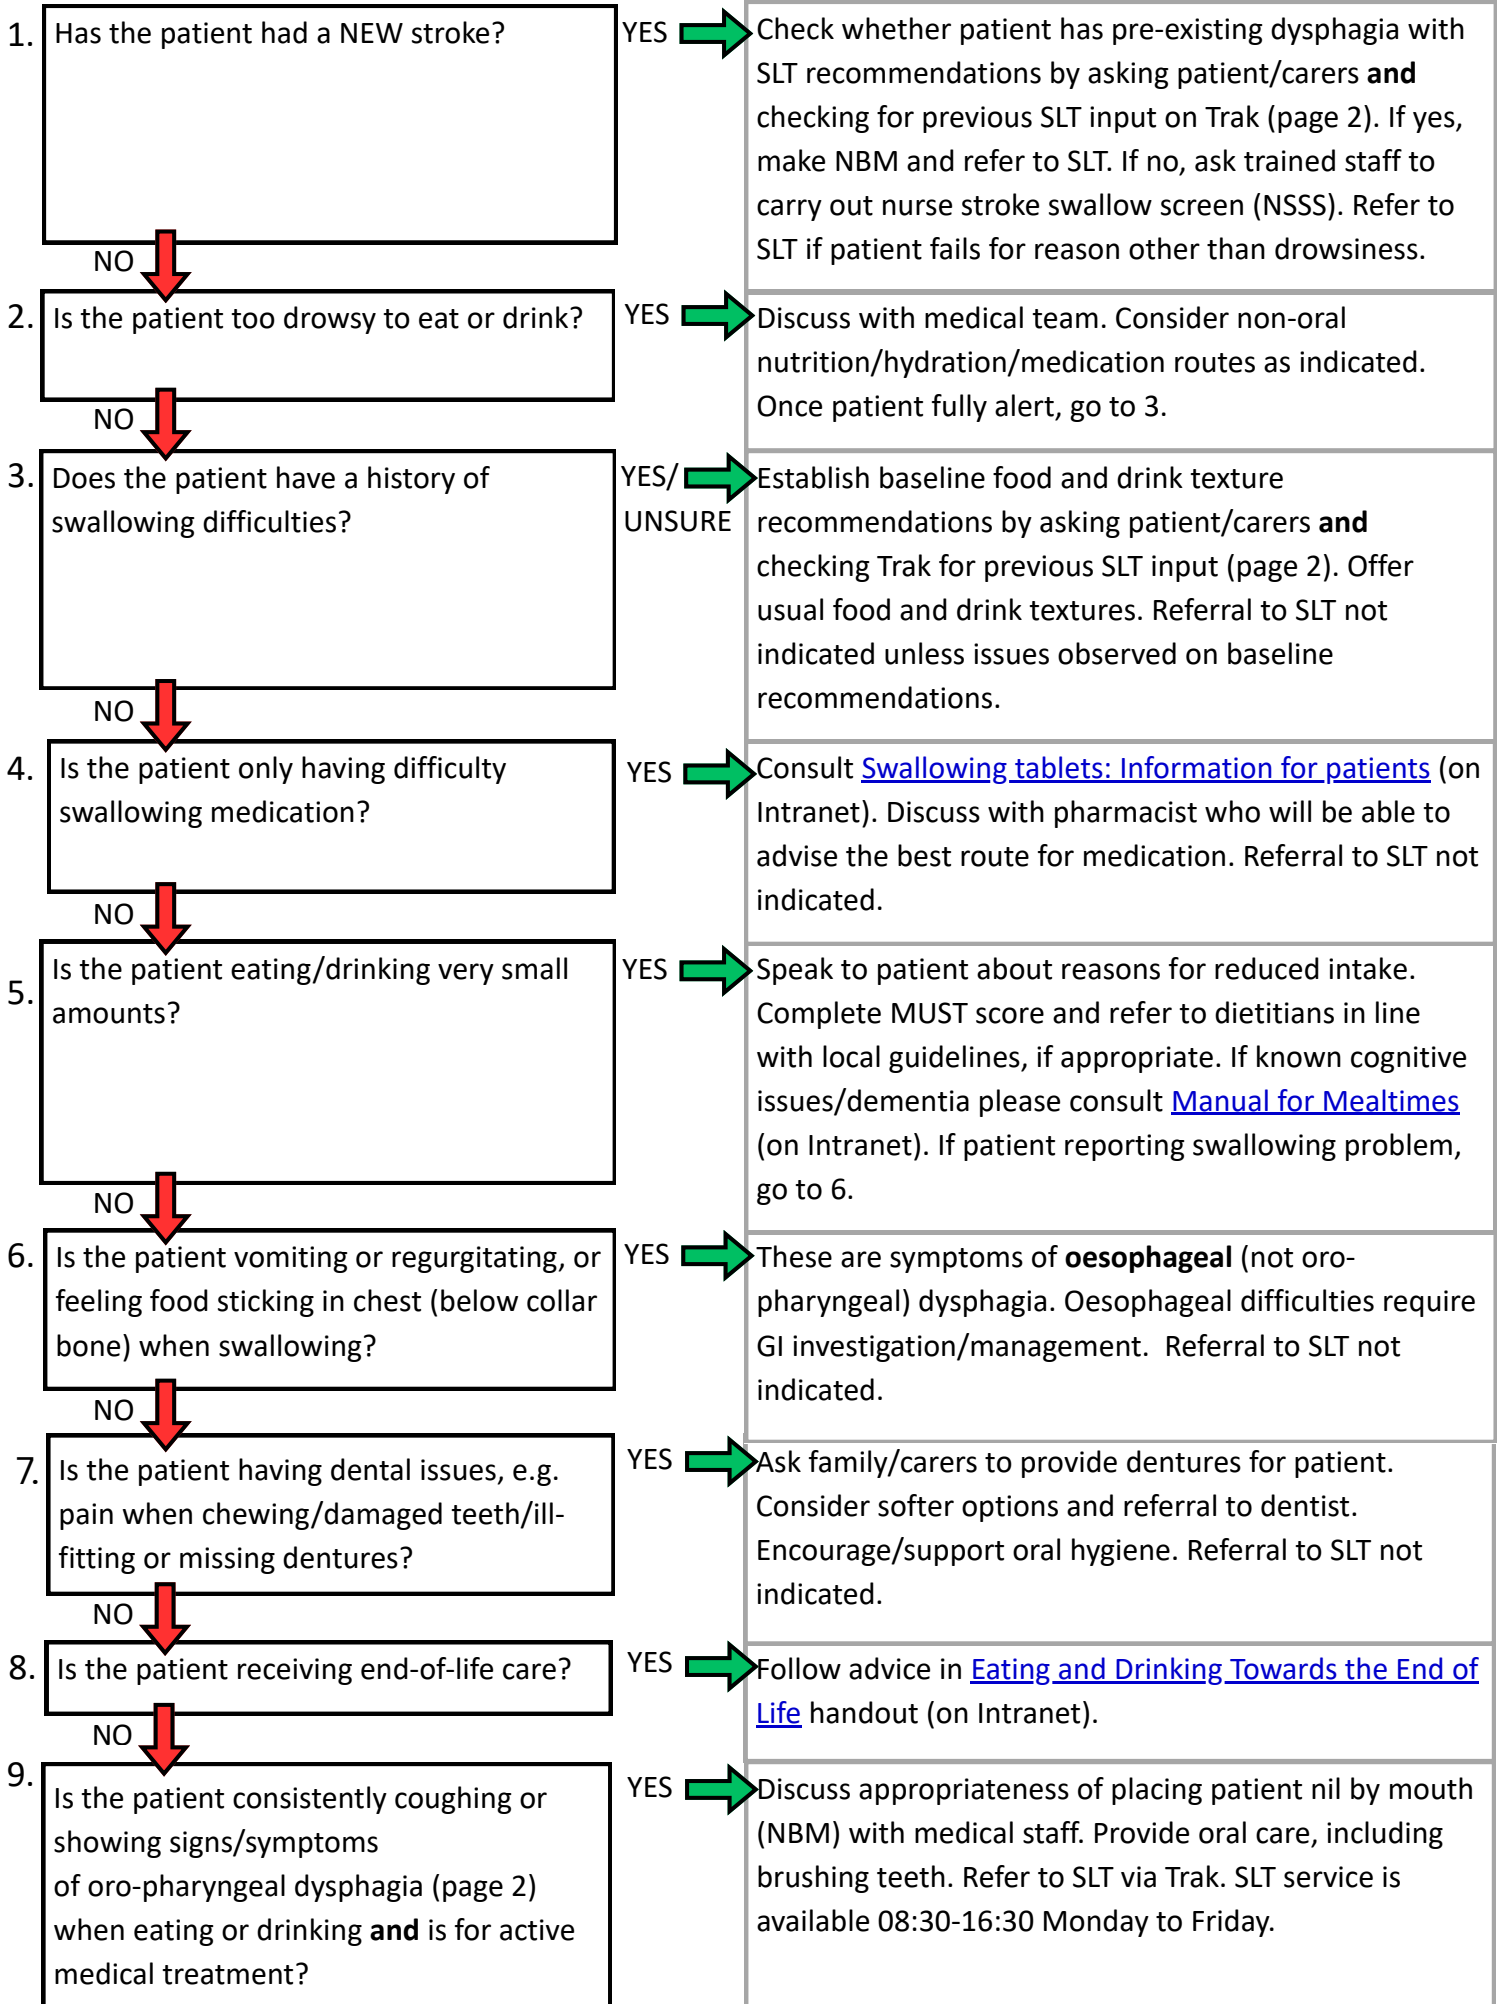 1.
Has the patient had a NEW stroke?
YES
Check whether patient has pre-existing dysphagia with
SLT recommendations by asking patient/carers and
checking for previous SLT input on Trak (page 2). If yes,
make NBM and refer to SLT. If no, ask trained staff to
carry out nurse stroke swallow screen (NSSS). Refer to
SLT if patient fails for reason other than drowsiness.
NO
2.
Is the patient too drowsy to eat or drink?
YES
Discuss with medical team. Consider non-oral
nutrition/hydration/medication routes as indicated.
Once patient fully alert, go to 3.
NO
3.
Does the patient have a history of
swallowing difficulties?
YES/
UNSURE
Establish baseline food and drink texture
recommendations by asking patient/carers and
checking Trak for previous SLT input (page 2). Offer
usual food and drink textures. Referral to SLT not
indicated unless issues observed on baseline
recommendations.
NO
4.
Is the patient only having difficulty
swallowing medication?
YES
Consult Swallowing tablets: Information for patients (on
Intranet). Discuss with pharmacist who will be able to
advise the best route for medication. Referral to SLT not
indicated.
NO
5.
Is the patient eating/drinking very small
amounts?
YES
Speak to patient about reasons for reduced intake.
Complete MUST score and refer to dietitians in line
with local guidelines, if appropriate. If known cognitive
issues/dementia please consult Manual for Mealtimes
(on Intranet). If patient reporting swallowing problem,
go to 6.
NO
6.
Is the patient vomiting or regurgitating, or
feeling food sticking in chest (below collar
bone) when swallowing?
YES
These are symptoms of oesophageal (not oro-
pharyngeal) dysphagia. Oesophageal difficulties require
GI investigation/management. Referral to SLT not
indicated.
NO
7.
Is the patient having dental issues, e.g.
pain when chewing/damaged teeth/ill-
fitting or missing dentures?
YES
Ask family/carers to provide dentures for patient.
Consider softer options and referral to dentist.
Encourage/support oral hygiene. Referral to SLT not
indicated.
NO
8.
Is the patient receiving end-of-life care?
YES
Follow advice in Eating and Drinking Towards the End of
Life handout (on Intranet).
NO
9.
Is the patient consistently coughing or
showing signs/symptoms
of oro-pharyngeal dysphagia (page 2)
when eating or drinking and is for active
medical treatment?
YES
Discuss appropriateness of placing patient nil by mouth
(NBM) with medical staff. Provide oral care, including
brushing teeth. Refer to SLT via Trak. SLT service is
available 08:30-16:30 Monday to Friday.